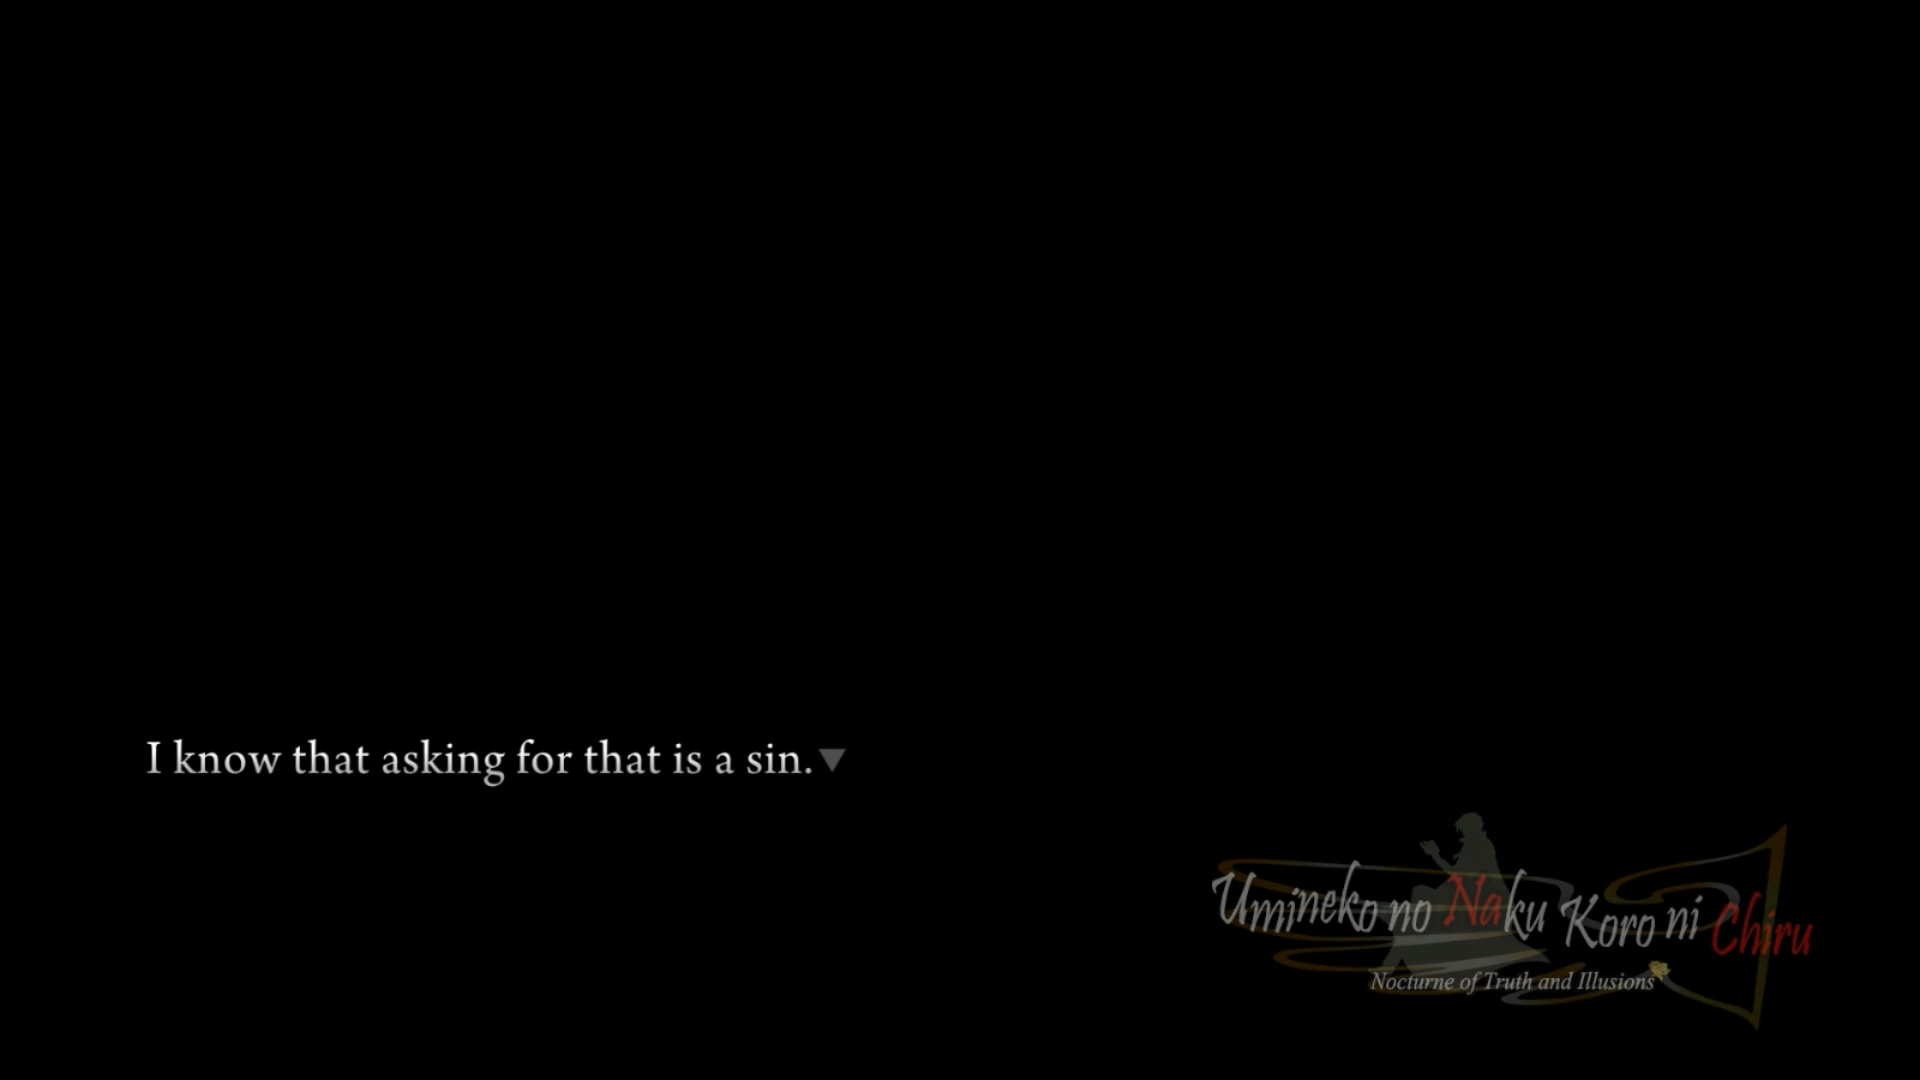 I know that asking for that is a sin.
Umineko no Naku Koro ni Chiru
Nocturne of Truth and Illusions